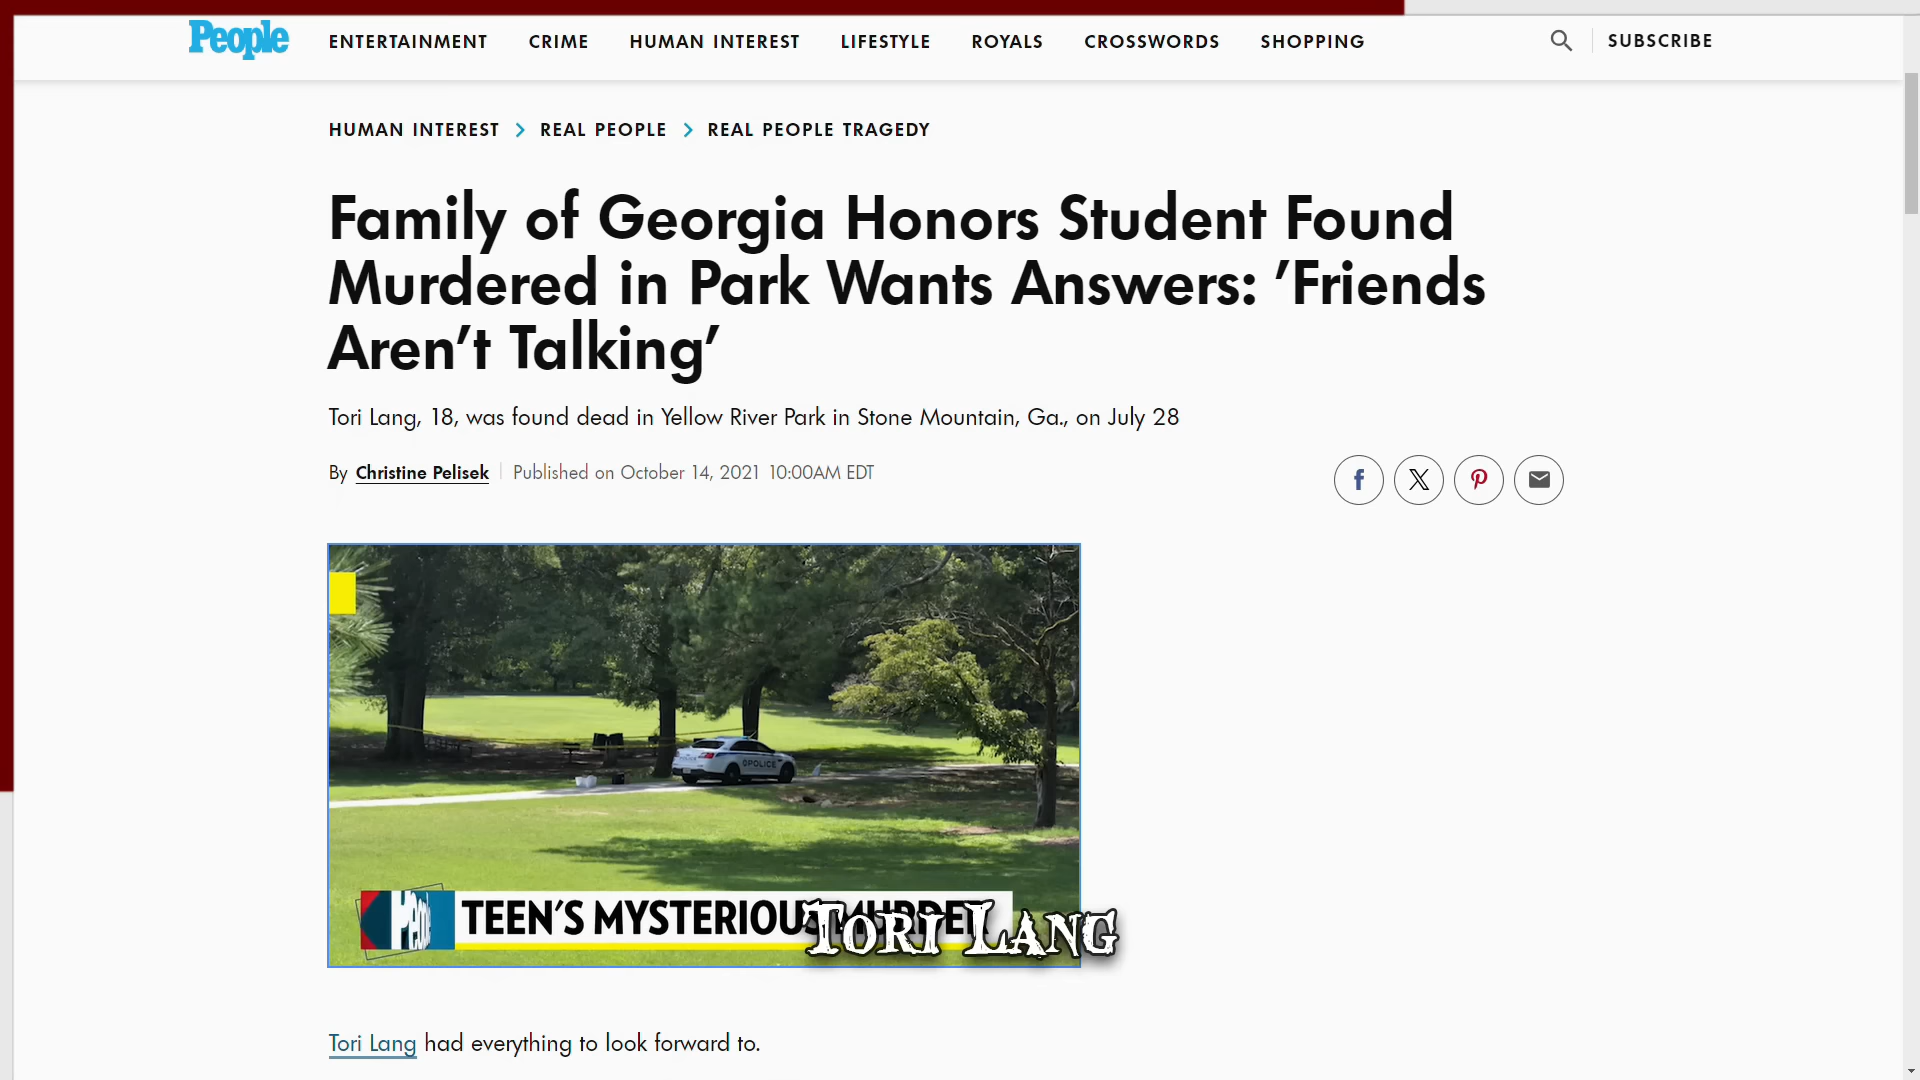 People ENTERTAINMENT CRIME HUMAN INTEREST LIFESTYLE ROYALS CROSSWORDS SHOPPING SUBSCRIBE
HUMAN INTEREST > REAL PEOPLE > REAL PEOPLE TRAGEDY
Family of Georgia Honors Student Found
Murdered in Park Wants Answers: ’Friends
Aren’t Talking’
Tori Lang, 18, was found dead in Yellow River Park in Stone Mountain, Ga., on July 28
By Christine Pelisek Published on October 14, 2021 10:00AM EDT
POLICE
People TEEN'S MYSTERIOUS MURDER
TORI LANG
Tori Lang had everything to look forward to.